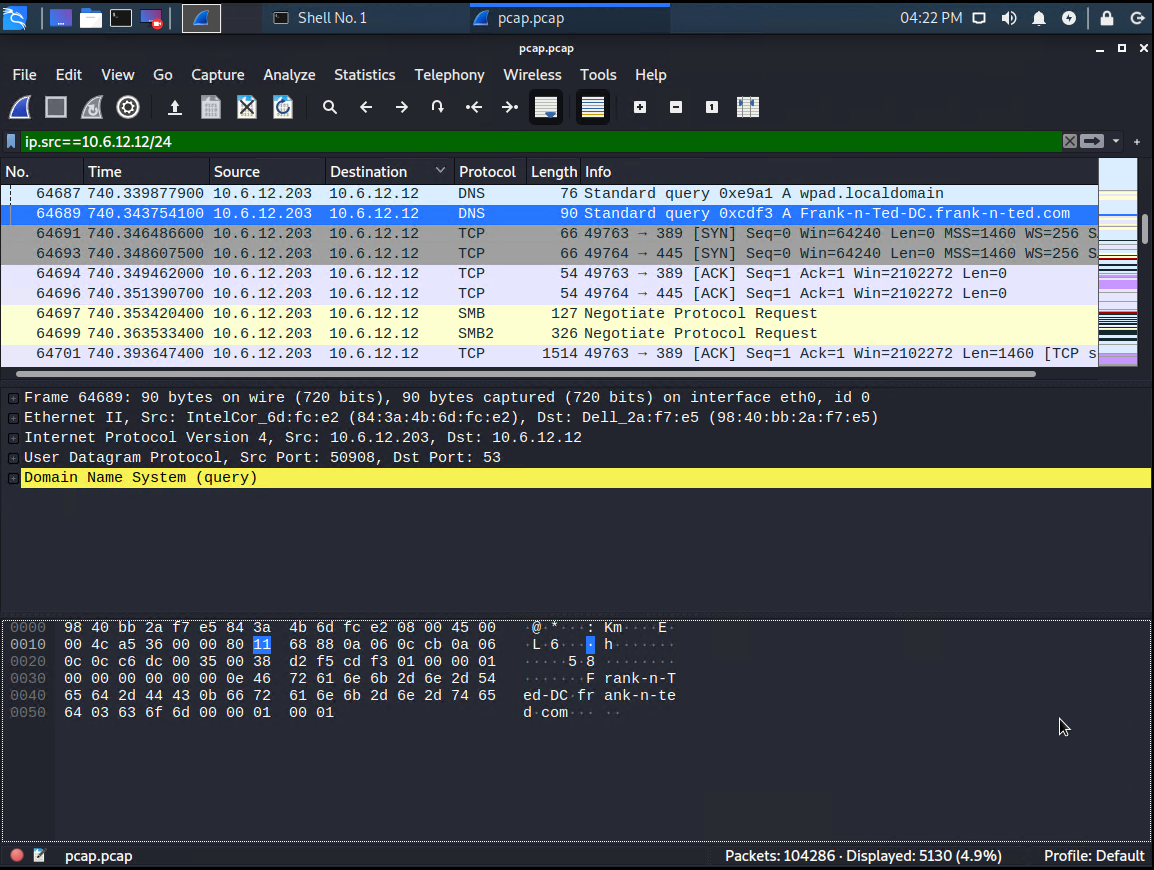 Shell No. 1 pcap.pcap 04:22 PM
pcap.pcap
File Edit View Go Capture Analyze Statistics Telephony Wireless Tools Help
ip.src==10.6.12.12/24
No. Time Source Destination Protocol Length Info
64687 740.339877900 10.6.12.203 10.6.12.12 DNS 76 Standard query 0xe9a1 A wpad.localdomain
64689 740.343754100 10.6.12.203 10.6.12.12 DNS 90 Standard query 0xcdf3 A Frank-n-Ted-DC.frank-n-ted.com
64691 740.346486600 10.6.12.203 10.6.12.12 TCP 66 49763 → 389 [SYN] Seq=0 Win=64240 Len=0 MSS=1460 WS=256 S
64693 740.348607500 10.6.12.203 10.6.12.12 TCP 66 49764 → 445 [SYN] Seq=0 Win=64240 Len=0 MSS=1460 WS=256 S
64694 740.349462000 10.6.12.203 10.6.12.12 TCP 54 49763 → 389 [ACK] Seq=1 Ack=1 Win=2102272 Len=0
64696 740.351390700 10.6.12.203 10.6.12.12 TCP 54 49764 → 445 [ACK] Seq=1 Ack=1 Win=2102272 Len=0
64697 740.353420400 10.6.12.203 10.6.12.12 SMB 127 Negotiate Protocol Request
64699 740.363533400 10.6.12.203 10.6.12.12 SMB2 326 Negotiate Protocol Request
64701 740.393647400 10.6.12.203 10.6.12.12 TCP 1514 49763 → 389 [ACK] Seq=1 Ack=1 Win=2102272 Len=1460 [TCP s
Frame 64689: 90 bytes on wire (720 bits), 90 bytes captured (720 bits) on interface eth0, id 0
Ethernet II, Src: IntelCor_6d:fc:e2 (84:3a:4b:6d:fc:e2), Dst: Dell_2a:f7:e5 (98:40:bb:2a:f7:e5)
Internet Protocol Version 4, Src: 10.6.12.203, Dst: 10.6.12.12
User Datagram Protocol, Src Port: 50908, Dst Port: 53
Domain Name System (query)
0000 98 40 bb 2a f7 e5 84 3a 4b 6d fc e2 08 00 45 00 ·@·*···: Km····E·
0010 00 4c a5 36 00 00 80 11 68 88 0a 06 0c cb 0a 06 ·L·6···· h·······
0020 0c 0c c6 dc 00 35 00 38 d2 f5 cd f3 01 00 00 01 ·····5·8 ········
0030 00 00 00 00 00 00 0e 46 72 61 6e 6b 2d 6e 2d 54 ·······F rank-n-T
0040 65 64 2d 44 43 0b 66 72 61 6e 6b 2d 6e 2d 74 65 ed-DC·fr ank-n-te
0050 64 03 63 6f 6d 00 00 01 00 01 d·com··· ··
pcap.pcap Packets: 104286 · Displayed: 5130 (4.9%) Profile: Default